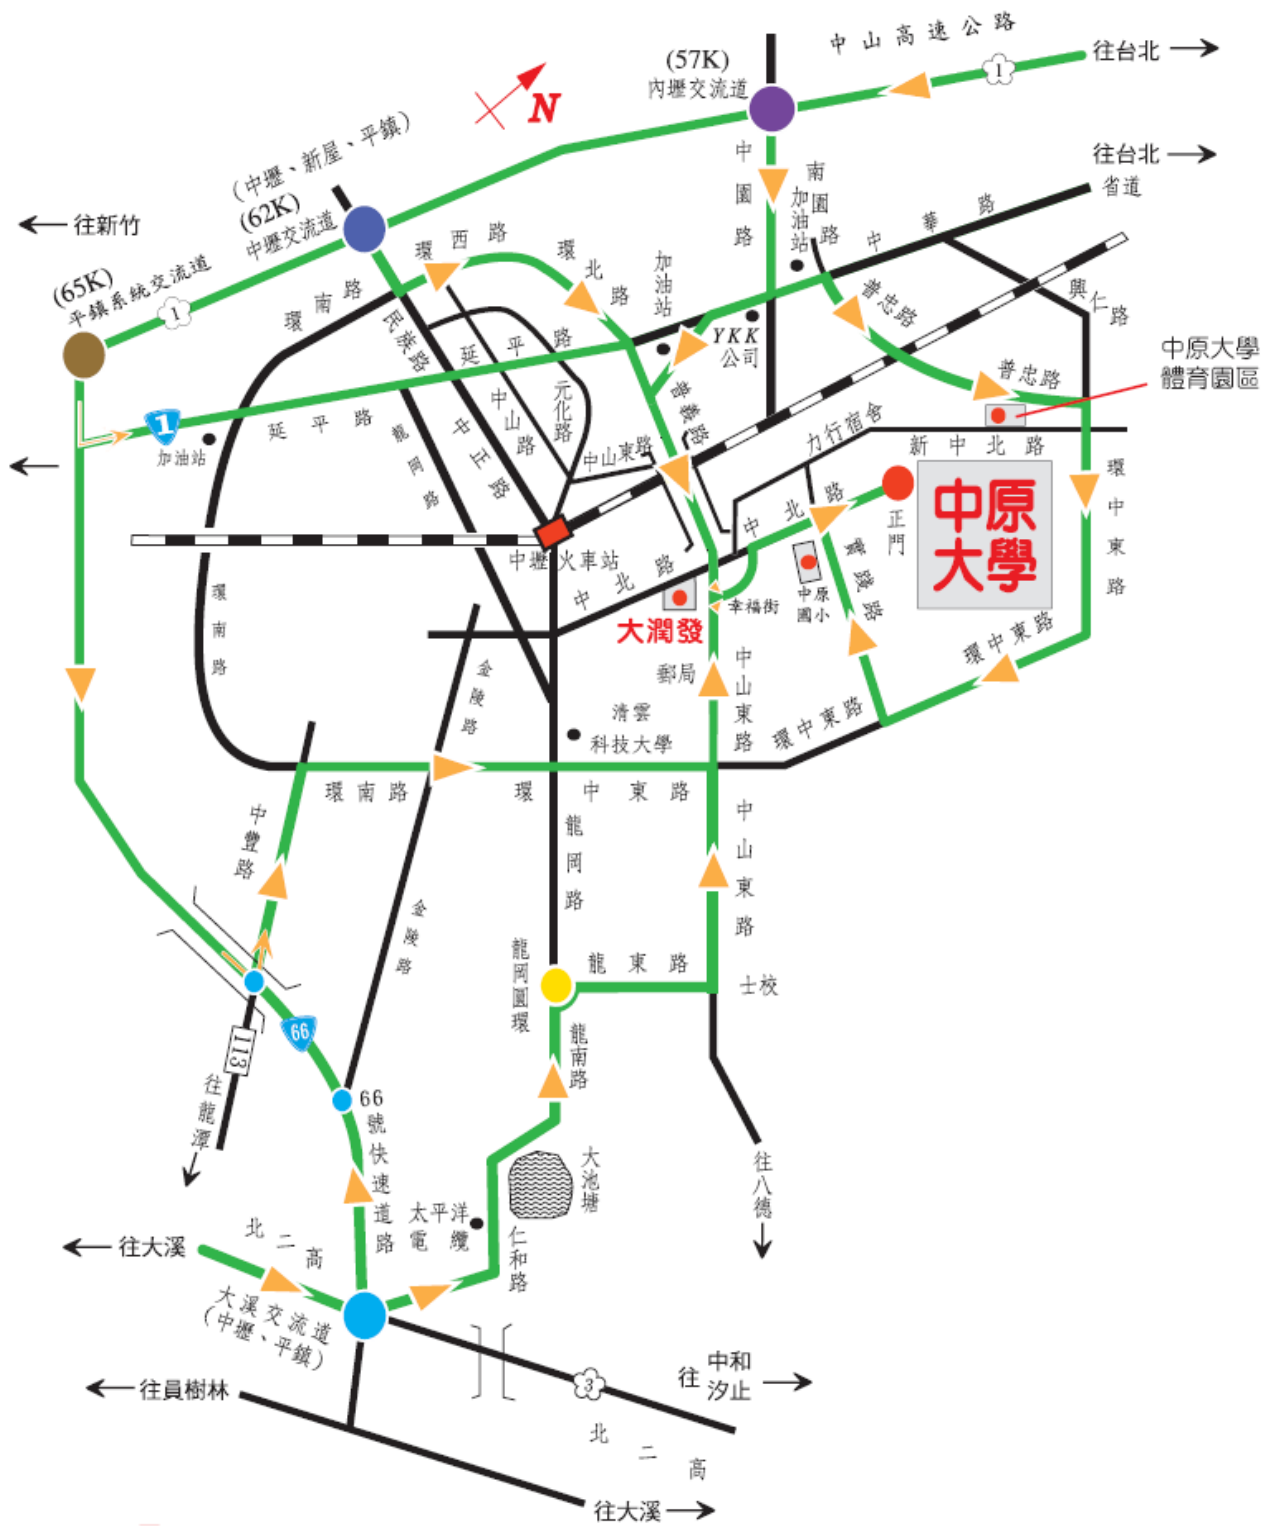 中山高速公路
1
往台北
(57K)
內壢交流道
N
往台北
省道
(中壢、新屋、平鎮)
(62K)
中壢交流道
往新竹
(65K)
平鎮系統交流道
1
中園路
南園路
加油站
中華路
環西路
環北路
加油站
環南路
民族路
延平路
YKK
公司
普忠路
興仁路
中原大學
體育園區
普忠路
1
加油站
延平路
龍岡路
中正路
中山路
元化路
中山東路
普義路
力行宿舍
新中北路
環中東路
中原
大學
正門
中北路
中壢火車站
中北路
大潤發
幸福街
中原
國小
實踐路
環南路
金陵路
郵局
中山東路
清雲
科技大學
環中東路
環中東路
環南路
環中東路
中豐路
龍岡路
中山東路
金陵路
龍岡圓環
龍東路
士校
66
113
往龍潭
66號快速道路
龍南路
大池塘
往八德
太平洋
電纜
仁和路
北二高
往大溪
大溪交流道
(中壢、平鎮)
3
往中和
汐止
往員樹林
北二高
往大溪